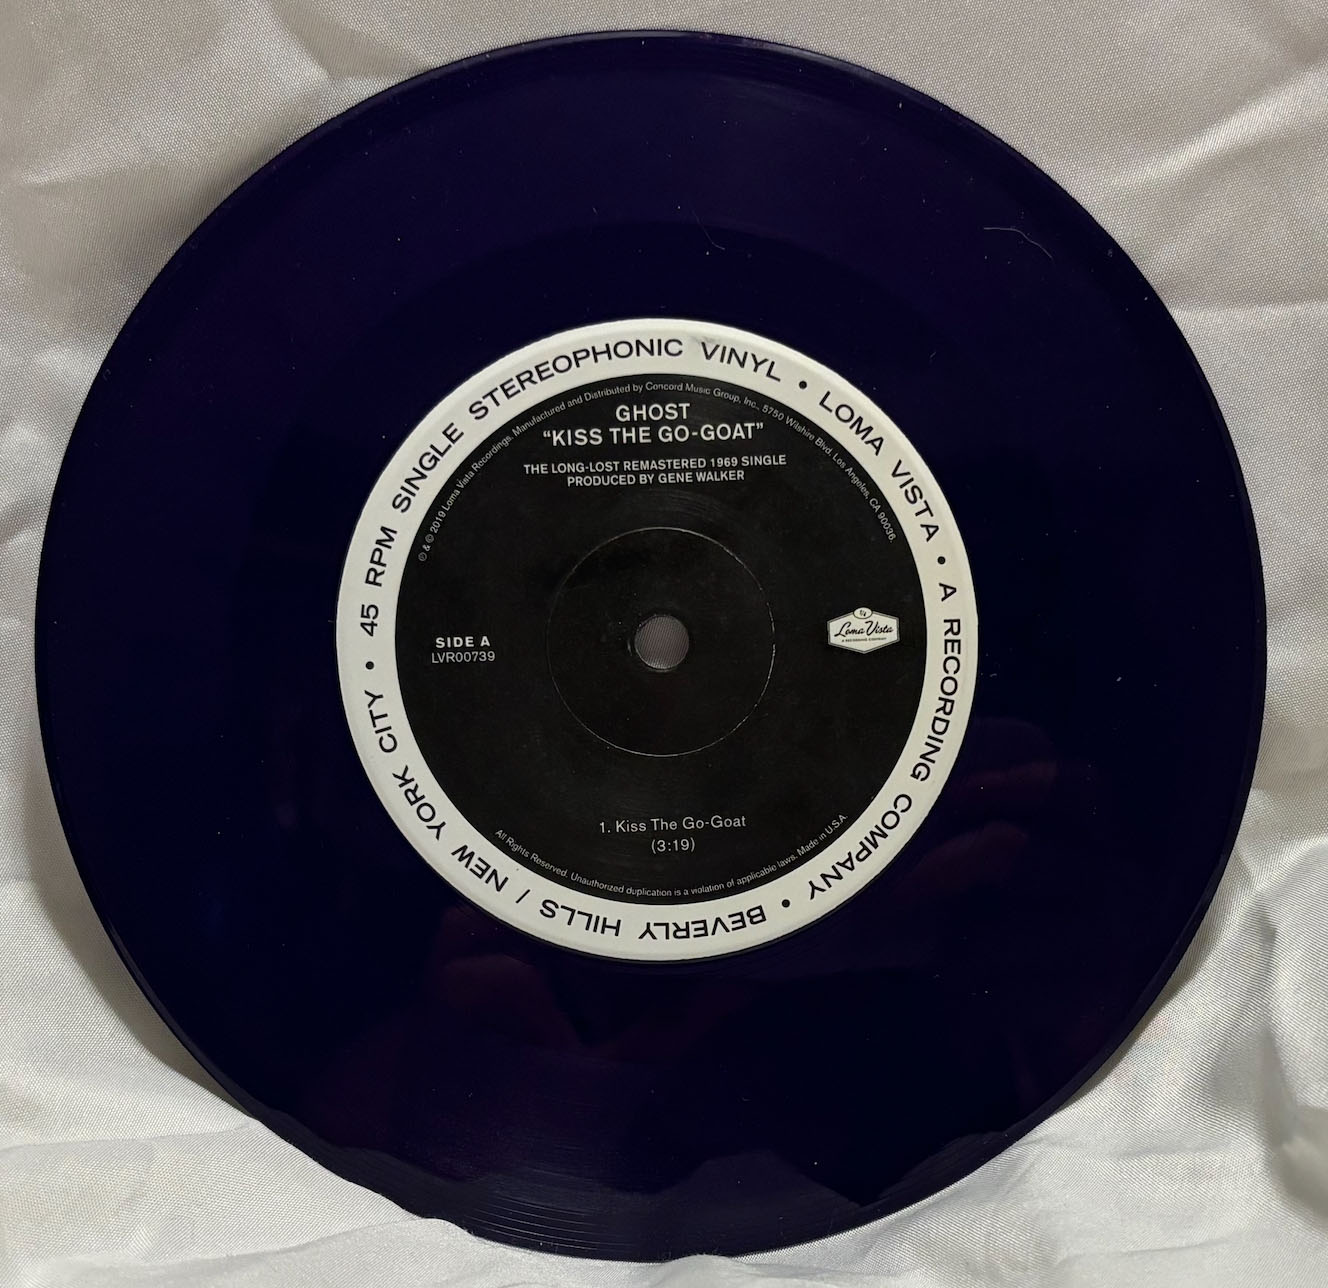 45 RPM SINGLE STEREOPHONIC VINYL • LOMA VISTA • A RECORDING COMPANY • BEVERLY HILLS / NEW YORK CITY •
℗ & © 2019 Loma Vista Recordings. Manufactured and Distributed by Concord Music Group, Inc., 5750 Wilshire Blvd, Los Angeles, CA 90036.
GHOST
“KISS THE GO-GOAT”
THE LONG-LOST REMASTERED 1969 SINGLE
PRODUCED BY GENE WALKER
SIDE A
LVR00739
LV
Loma Vista
A RECORDING COMPANY
1. Kiss The Go-Goat
(3:19)
All Rights Reserved. Unauthorized duplication is a violation of applicable laws. Made in U.S.A.